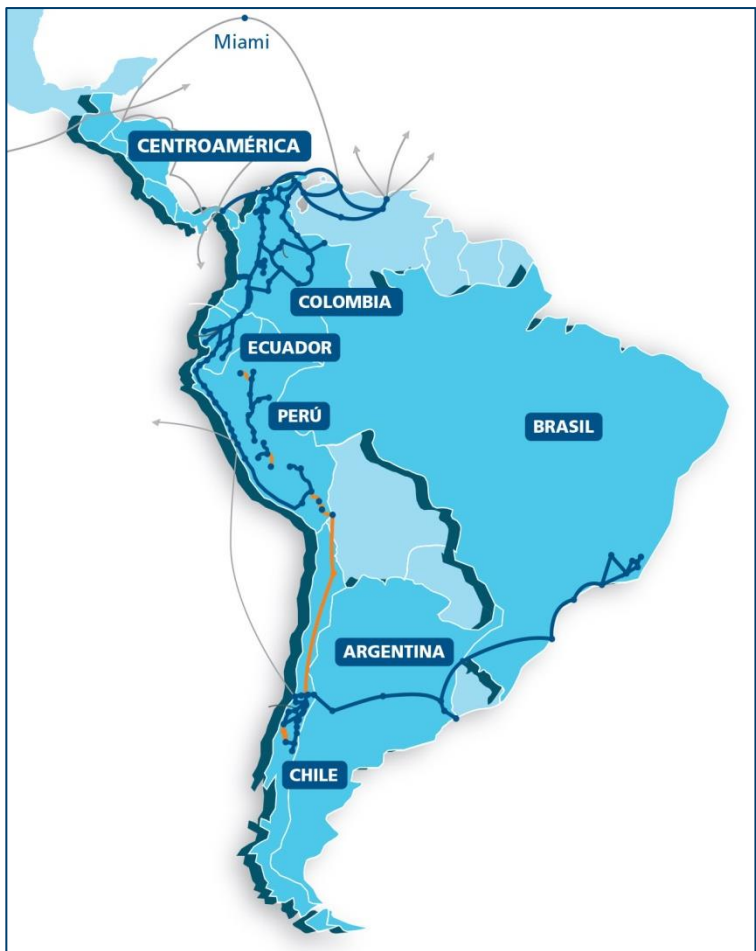 Miami
CENTROAMÉRICA
COLOMBIA
ECUADOR
PERÚ
BRASIL
ARGENTINA
CHILE